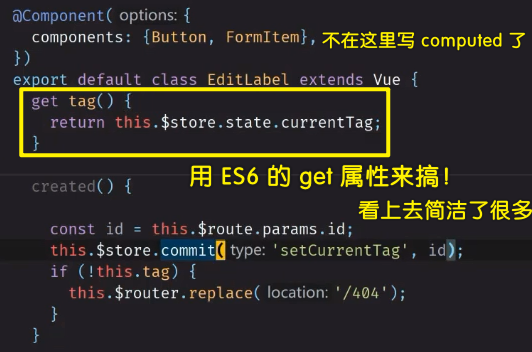 @Component( options: {
components: {Button, FormItem}, 不在这里写 computed 了
})
export default class EditLabel extends Vue {
get tag() {
return this.$store.state.currentTag;
}
用 ES6 的 get 属性来搞！
created() {
看上去简洁了很多
const id = this.$route.params.id;
this.$store.commit( type: 'setCurrentTag', id);
if (!this.tag) {
this.$router.replace( location: '/404');
}
}